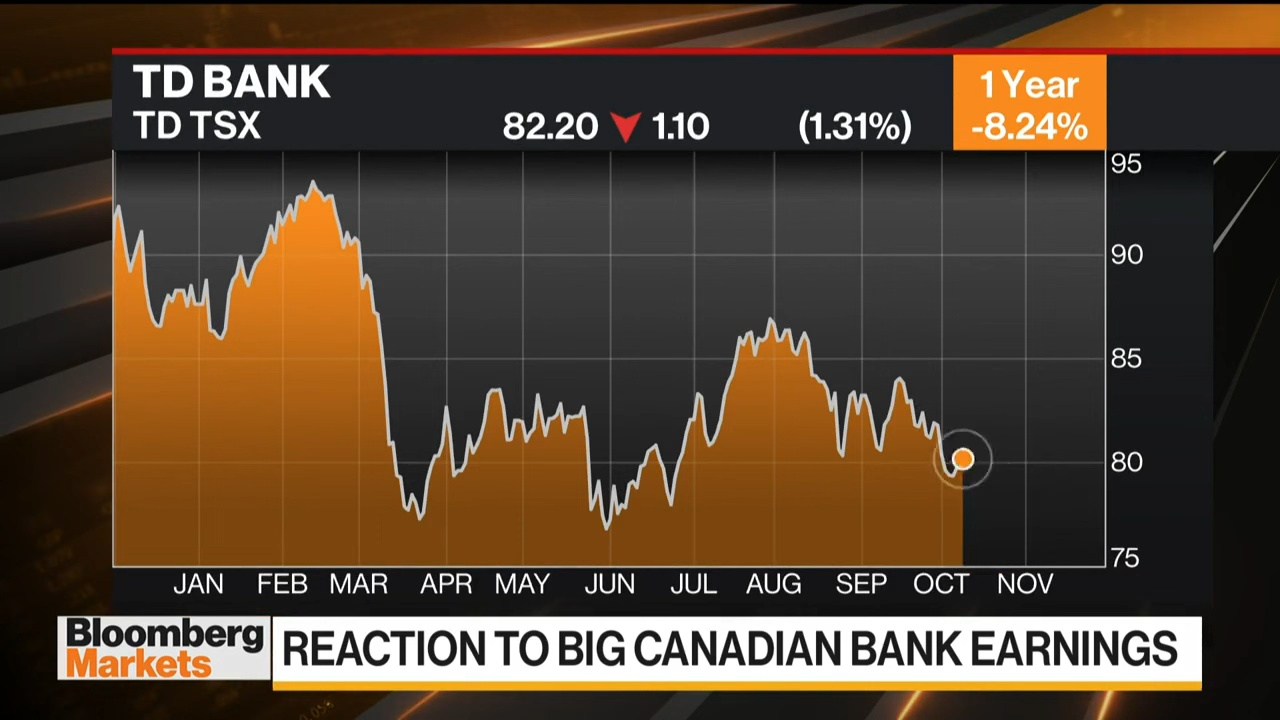 TD BANK
TD TSX 82.20 1.10 (1.31%)
1 Year
-8.24%
95
90
85
80
75
JAN FEB MAR APR MAY JUN JUL AUG SEP OCT NOV
Bloomberg
Markets
REACTION TO BIG CANADIAN BANK EARNINGS